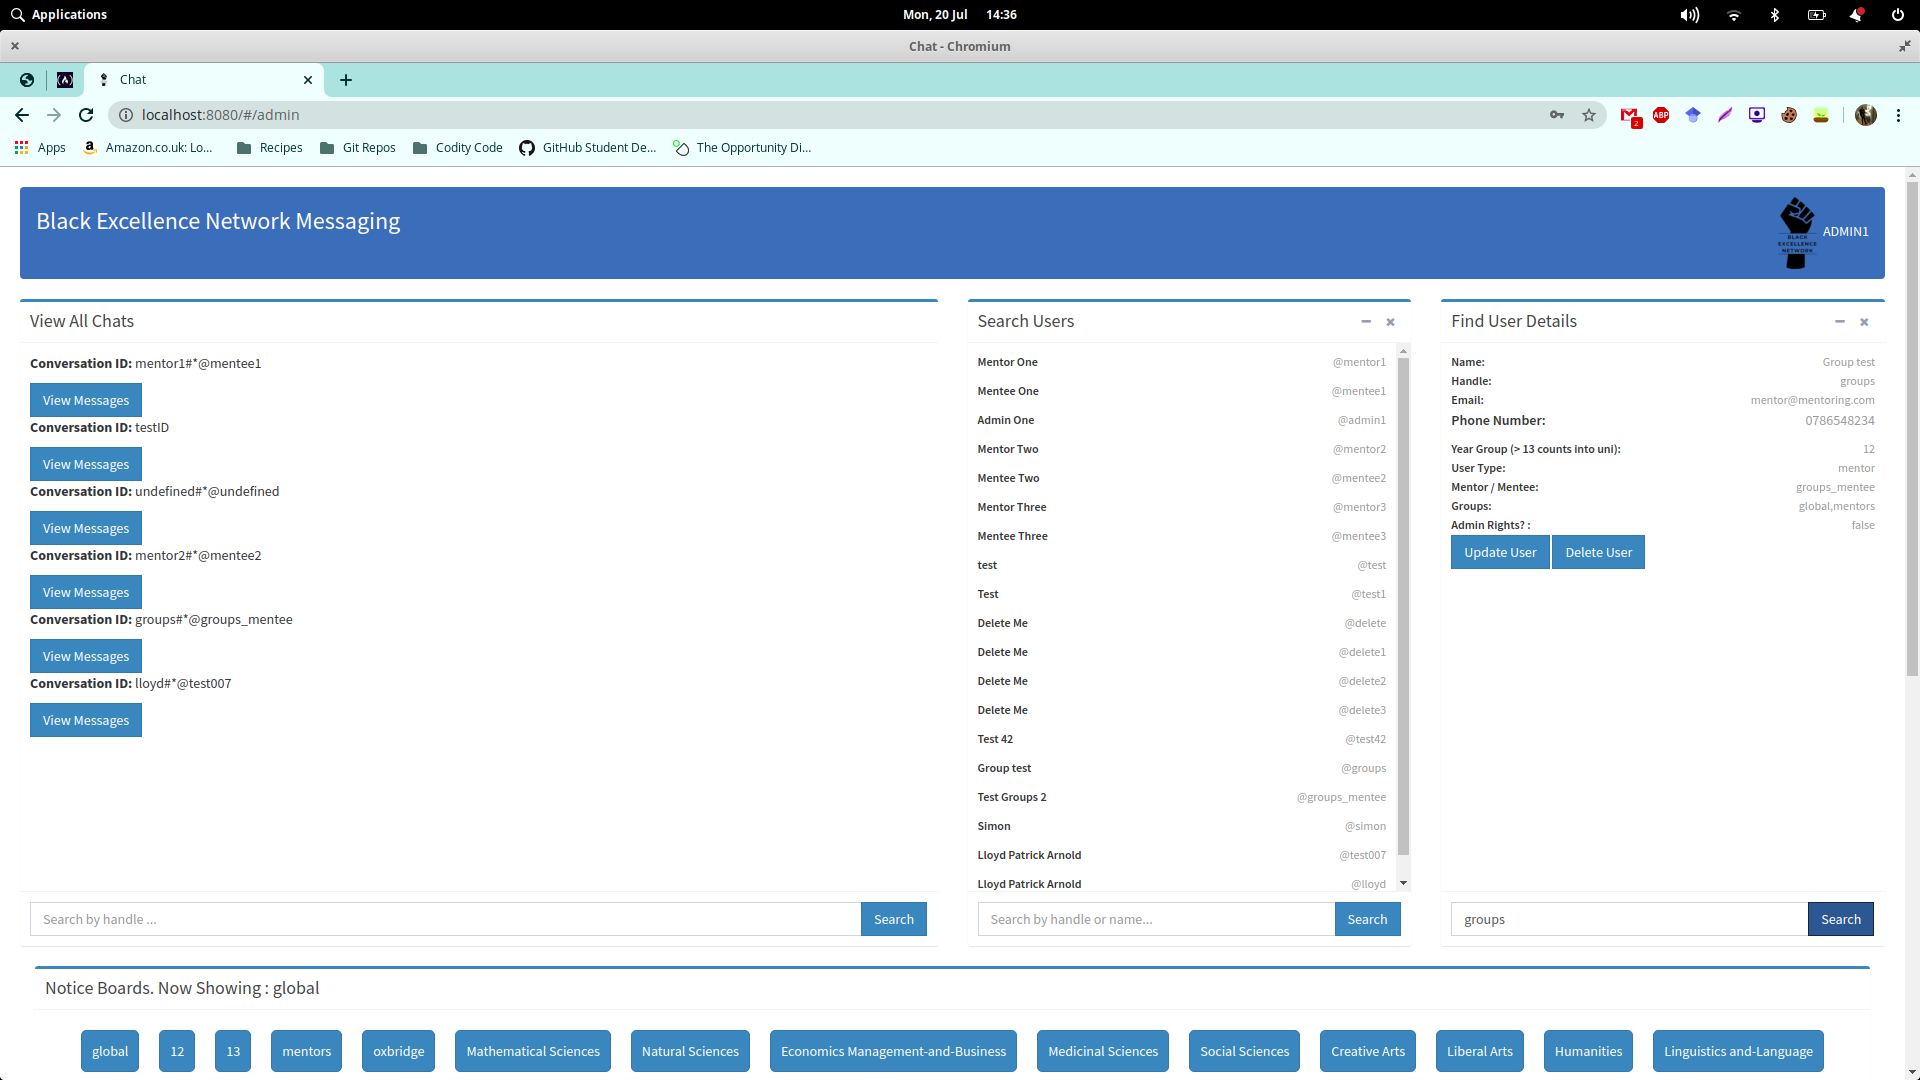 Applications
Mon, 20 Jul 14:36
Chat - Chromium
Chat
localhost:8080/#/admin
2
ABP
Apps
Amazon.co.uk: Lo...
Recipes
Git Repos
Codity Code
GitHub Student De...
The Opportunity Di...
Black Excellence Network Messaging
BLACK
EXCELLENCE
NETWORK
ADMIN1
View All Chats
Conversation ID: mentor1#*@mentee1
View Messages
Conversation ID: testID
View Messages
Conversation ID: undefined#*@undefined
View Messages
Conversation ID: mentor2#*@mentee2
View Messages
Conversation ID: groups#*@groups_mentee
View Messages
Conversation ID: lloyd#*@test007
View Messages
Search by handle ...
Search
Search Users
Mentor One @mentor1
Mentee One @mentee1
Admin One @admin1
Mentor Two @mentor2
Mentee Two @mentee2
Mentor Three @mentor3
Mentee Three @mentee3
test @test
Test @test1
Delete Me @delete
Delete Me @delete1
Delete Me @delete2
Delete Me @delete3
Test 42 @test42
Group test @groups
Test Groups 2 @groups_mentee
Simon @simon
Lloyd Patrick Arnold @test007
Lloyd Patrick Arnold @lloyd
Search by handle or name...
Search
Find User Details
Name: Group test
Handle: groups
Email: mentor@mentoring.com
Phone Number: 0786548234
Year Group (> 13 counts into uni): 12
User Type: mentor
Mentor / Mentee: groups_mentee
Groups: global,mentors
Admin Rights? : false
Update User
Delete User
groups
Search
Notice Boards. Now Showing : global
global
12
13
mentors
oxbridge
Mathematical Sciences
Natural Sciences
Economics Management-and-Business
Medicinal Sciences
Social Sciences
Creative Arts
Liberal Arts
Humanities
Linguistics and-Language